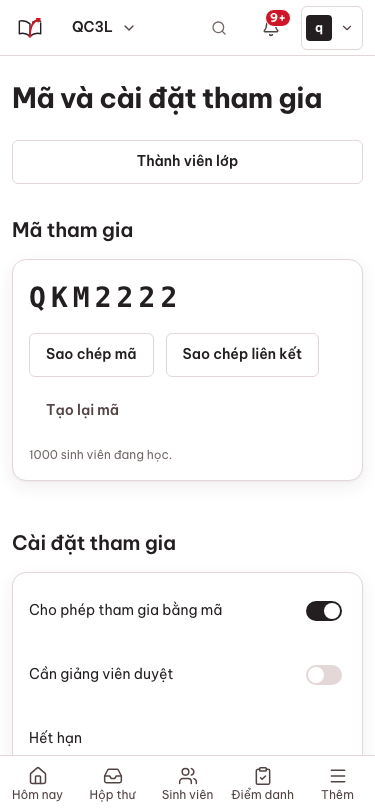 QC3L
9+
q
Mã và cài đặt tham gia
Thành viên lớp
Mã tham gia
QKM2222
Sao chép mã
Sao chép liên kết
Tạo lại mã
1000 sinh viên đang học.
Cài đặt tham gia
Cho phép tham gia bằng mã
Cần giảng viên duyệt
Hết hạn
Hôm nay
Hộp thư
Sinh viên
Điểm danh
Thêm